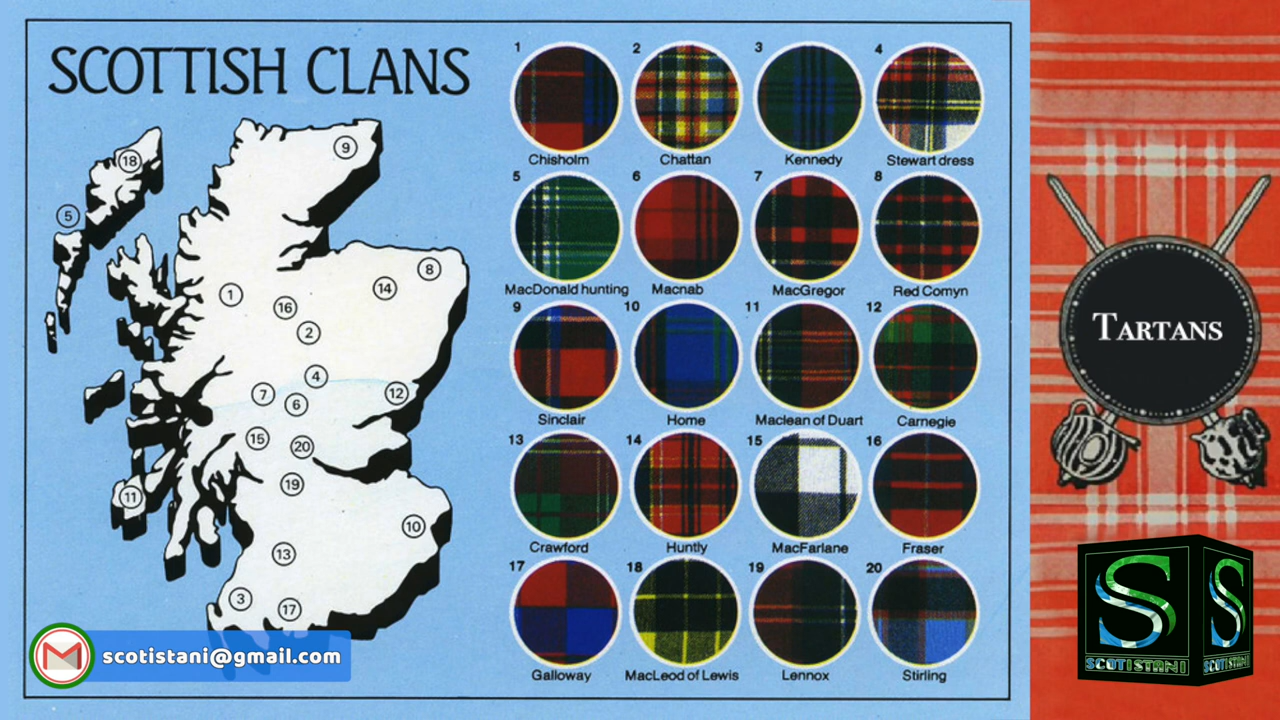 SCOTTISH CLANS
18
9
5
8
14
1
16
2
4
7
6
12
15
20
19
11
10
13
3
17
scotistani@gmail.com
1 2 3 4
Chisholm Chattan Kennedy Stewart dress
5 6 7 8
MacDonald hunting Macnab MacGregor Red Comyn
9 10 11 12
Sinclair Home Maclean of Duart Carnegie
13 14 15 16
Crawford Huntly MacFarlane Fraser
17 18 19 20
Galloway MacLeod of Lewis Lennox Stirling
TARTANS
S S
SCOTISTANI SCOTISTANI